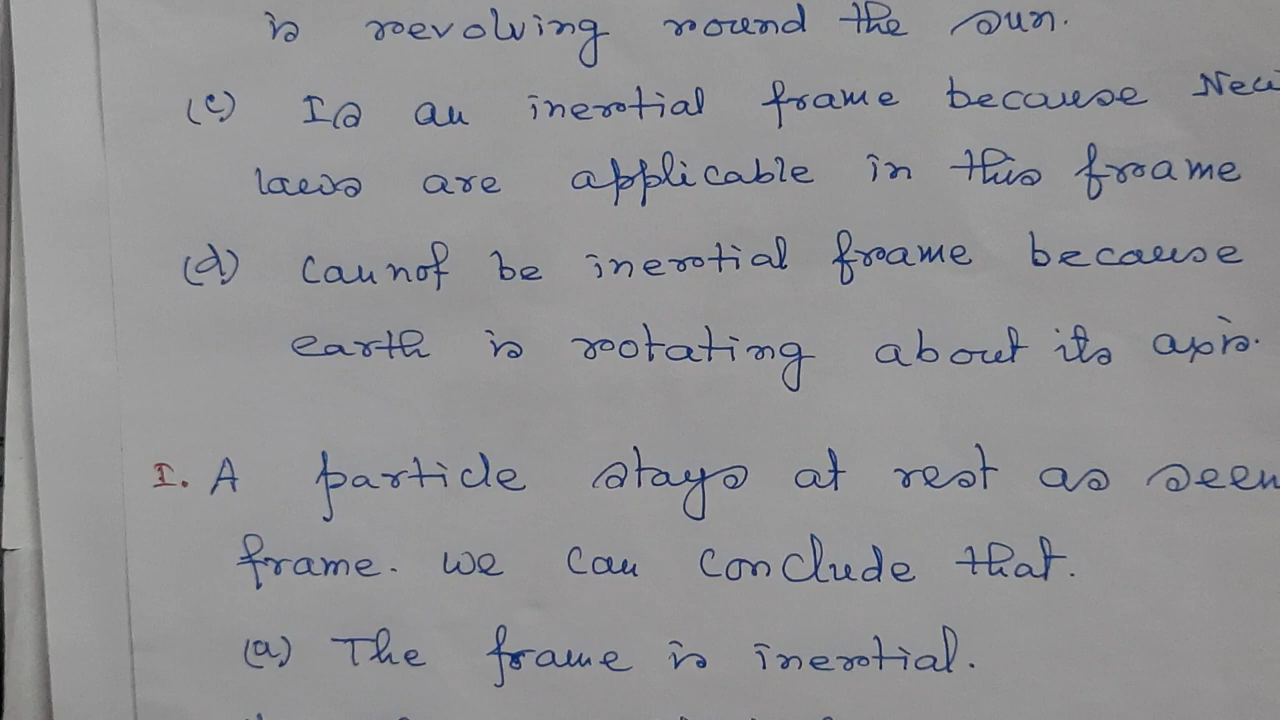 is revolving round the sun.
(c) Is an inertial frame because
laws are applicable in this frame
(d) cannot be inertial frame because
earth is rotating about its axis.
I. A particle stays at rest as seen
frame. we can conclude that.
(a) The frame is inertial.